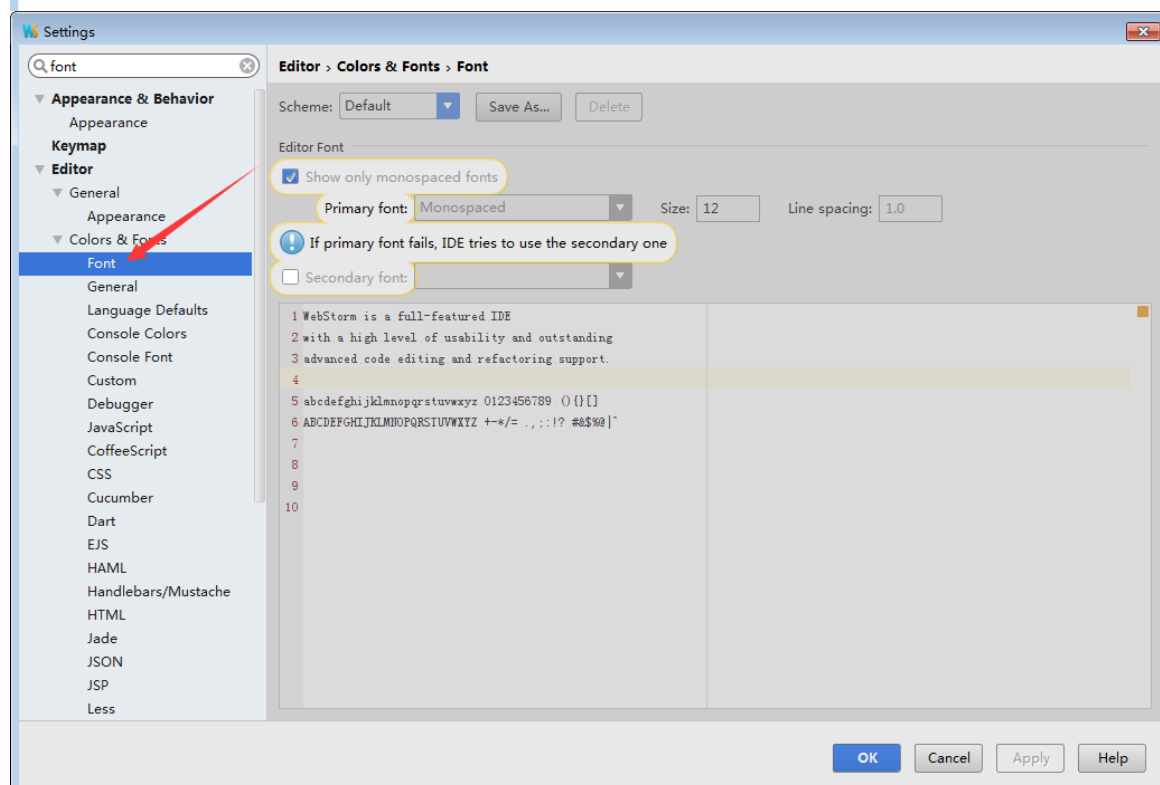 Settings
font
Appearance & Behavior
Appearance
Keymap
Editor
General
Appearance
Colors & Fonts
Font
General
Language Defaults
Console Colors
Console Font
Custom
Debugger
JavaScript
CoffeeScript
CSS
Cucumber
Dart
EJS
HAML
Handlebars/Mustache
HTML
Jade
JSON
JSP
Less
Editor › Colors & Fonts › Font
Scheme: Default Save As... Delete
Editor Font
Show only monospaced fonts
Primary font: Monospaced Size: 12 Line spacing: 1.0
If primary font fails, IDE tries to use the secondary one
Secondary font:
1 WebStorm is a full-featured IDE
2 with a high level of usability and outstanding
3 advanced code editing and refactoring support.
4
5 abcdefghijklmnopqrstuvwxyz 0123456789 (){}[]
6 ABCDEFGHIJKLMNOPQRSTUVWXYZ +-*/= .,;:!? #&$%@|^
7
8
9
10
OK Cancel Apply Help